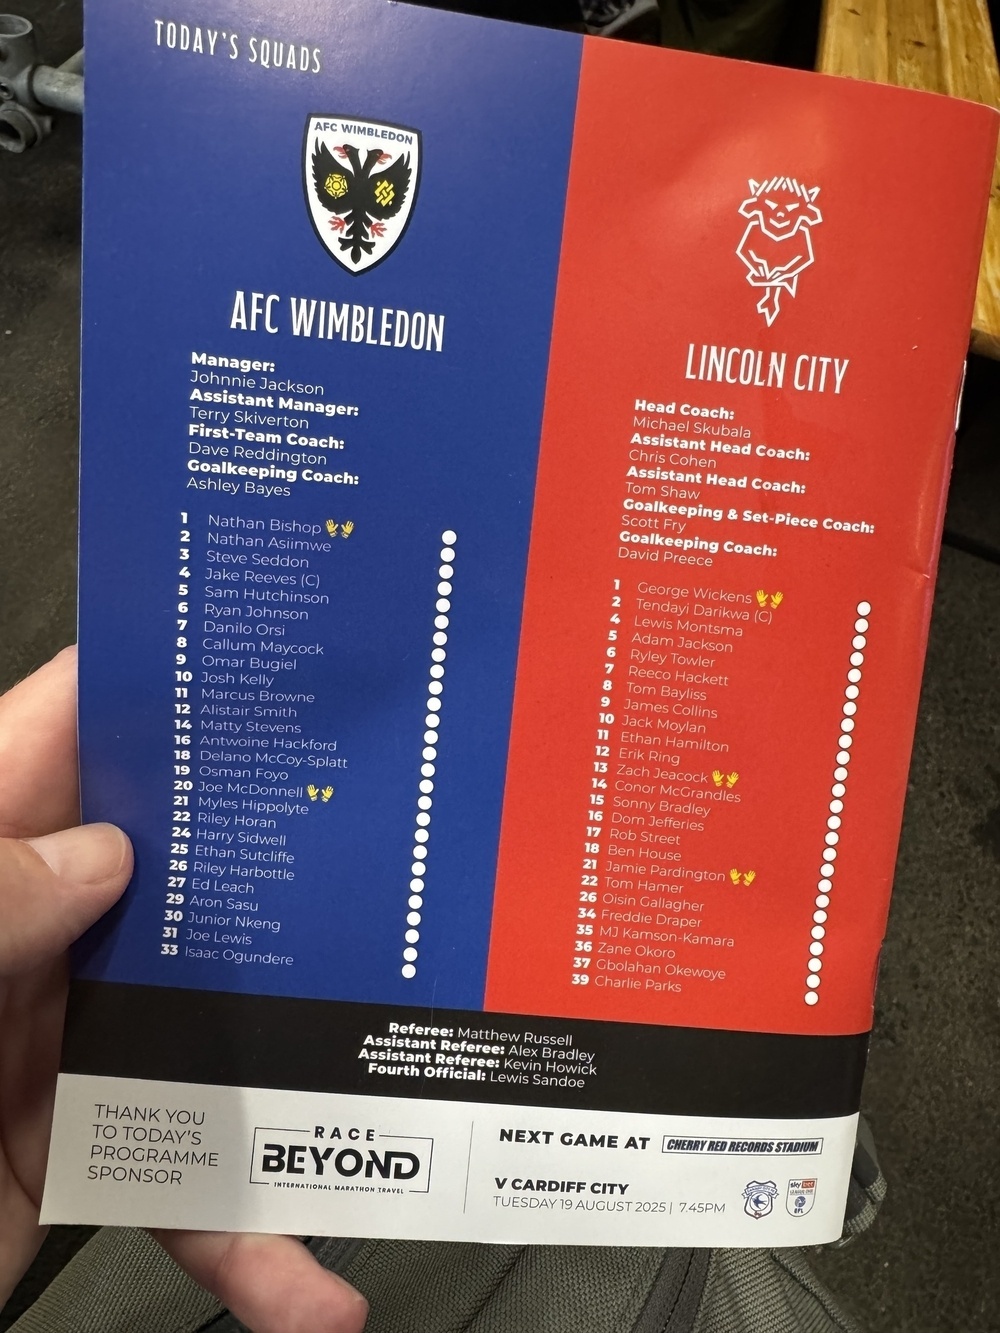 TODAY'S SQUADS
AFC WIMBLEDON
AFC WIMBLEDON
Manager:
Johnnie Jackson
Assistant Manager:
Terry Skiverton
First-Team Coach:
Dave Reddington
Goalkeeping Coach:
Ashley Bayes
1 Nathan Bishop 👐
2 Nathan Asiimwe
3 Steve Seddon
4 Jake Reeves (C)
5 Sam Hutchinson
6 Ryan Johnson
7 Danilo Orsi
8 Callum Maycock
9 Omar Bugiel
10 Josh Kelly
11 Marcus Browne
12 Alistair Smith
14 Matty Stevens
16 Antwoine Hackford
18 Delano McCoy-Splatt
19 Osman Foyo
20 Joe McDonnell 👐
21 Myles Hippolyte
22 Riley Horan
24 Harry Sidwell
25 Ethan Sutcliffe
26 Riley Harbottle
27 Ed Leach
29 Aron Sasu
30 Junior Nkeng
31 Joe Lewis
33 Isaac Ogundere
LINCOLN CITY
Head Coach:
Michael Skubala
Assistant Head Coach:
Chris Cohen
Assistant Head Coach:
Tom Shaw
Goalkeeping & Set-Piece Coach:
Scott Fry
Goalkeeping Coach:
David Preece
1 George Wickens 👐
2 Tendayi Darikwa (C)
4 Lewis Montsma
5 Adam Jackson
6 Ryley Towler
7 Reeco Hackett
8 Tom Bayliss
9 James Collins
10 Jack Moylan
11 Ethan Hamilton
12 Erik Ring
13 Zach Jeacock 👐
14 Conor McGrandles
15 Sonny Bradley
16 Dom Jefferies
17 Rob Street
18 Ben House
21 Jamie Pardington 👐
22 Tom Hamer
26 Oisin Gallagher
34 Freddie Draper
35 MJ Kamson-Kamara
36 Zane Okoro
37 Gbolahan Okewoye
39 Charlie Parks
Referee: Matthew Russell
Assistant Referee: Alex Bradley
Assistant Referee: Kevin Howick
Fourth Official: Lewis Sandoe
THANK YOU
TO TODAY'S
PROGRAMME
SPONSOR
RACE
BEYOND
INTERNATIONAL MARATHON TRAVEL
NEXT GAME AT CHERRY RED RECORDS STADIUM
V CARDIFF CITY
TUESDAY 19 AUGUST 2025 | 7.45PM
sky bet
LEAGUE ONE
EFL